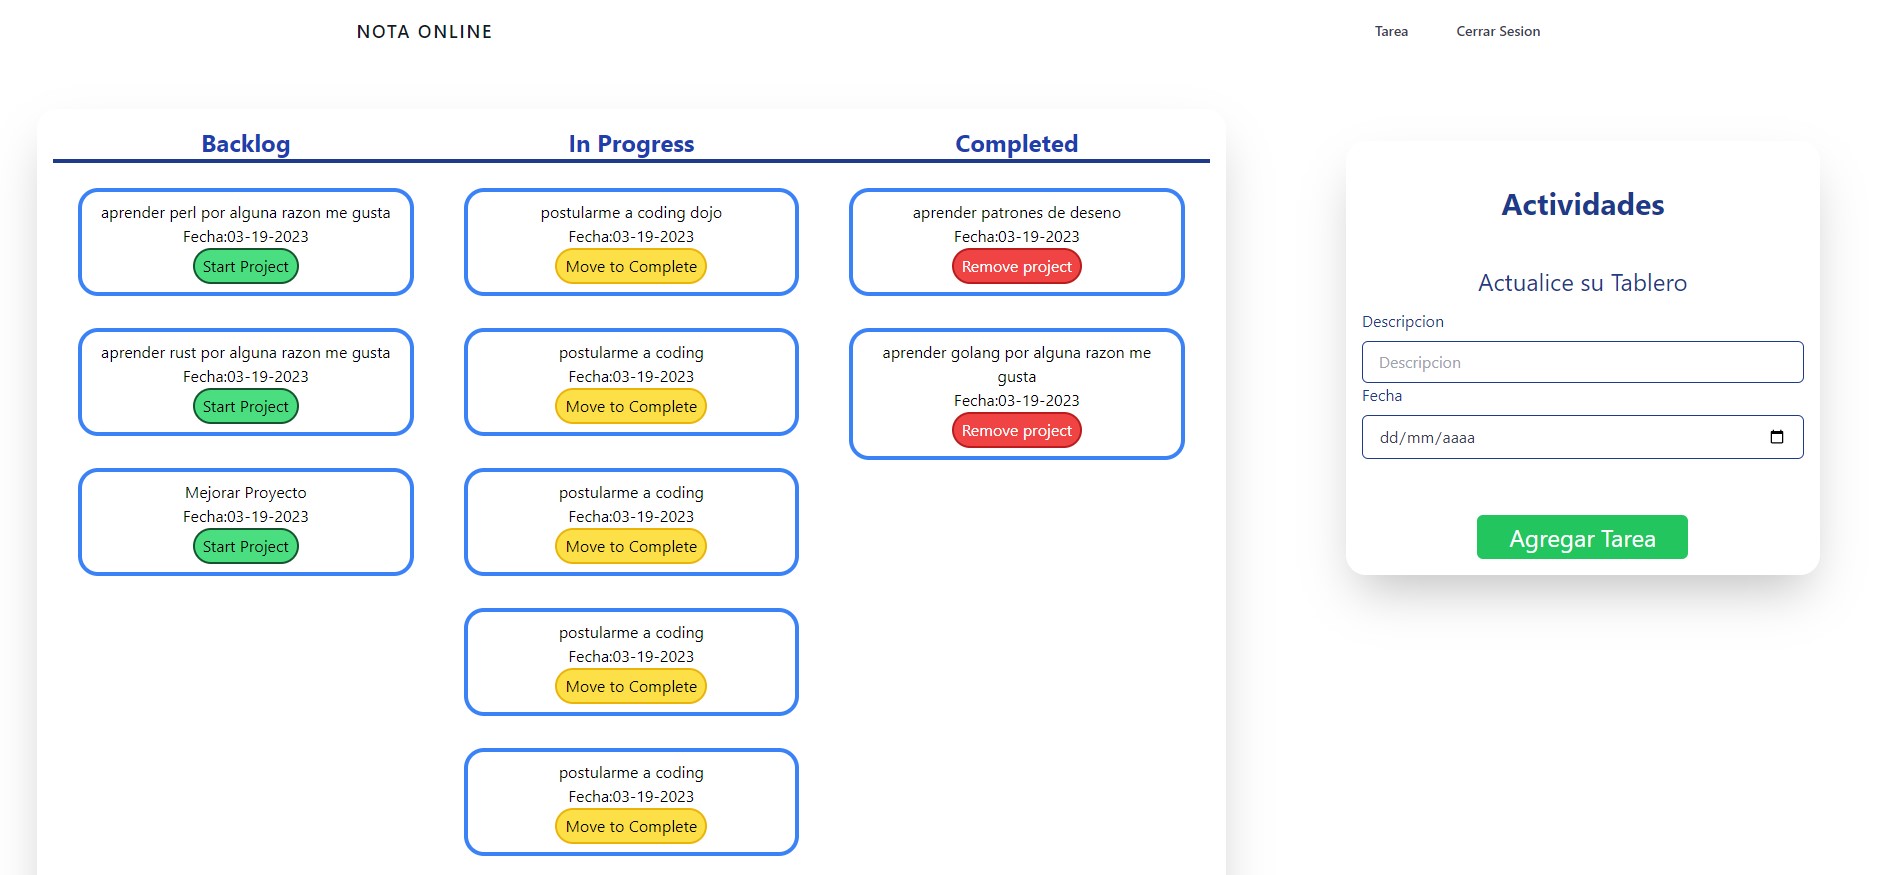 NOTA ONLINE
Tarea
Cerrar Sesion
Backlog
aprender perl por alguna razon me gusta
Fecha:03-19-2023
Start Project
aprender rust por alguna razon me gusta
Fecha:03-19-2023
Start Project
Mejorar Proyecto
Fecha:03-19-2023
Start Project
In Progress
postularme a coding dojo
Fecha:03-19-2023
Move to Complete
postularme a coding
Fecha:03-19-2023
Move to Complete
postularme a coding
Fecha:03-19-2023
Move to Complete
postularme a coding
Fecha:03-19-2023
Move to Complete
postularme a coding
Fecha:03-19-2023
Move to Complete
Completed
aprender patrones de deseno
Fecha:03-19-2023
Remove project
aprender golang por alguna razon me
gusta
Fecha:03-19-2023
Remove project
Actividades
Actualice su Tablero
Descripcion
Descripcion
Fecha
dd/mm/aaaa
Agregar Tarea